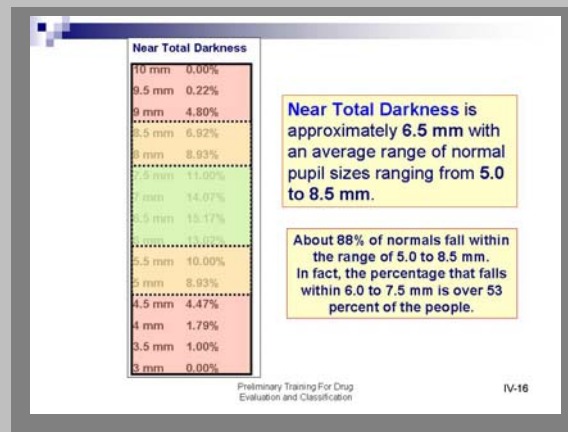 Near Total Darkness
10 mm 0.00%
9.5 mm 0.22%
9 mm 4.80%
8.5 mm 6.92%
8 mm 8.93%
7.5 mm 11.00%
7 mm 14.07%
6.5 mm 15.17%
6 mm 13.02%
5.5 mm 10.00%
5 mm 8.93%
4.5 mm 4.47%
4 mm 1.79%
3.5 mm 1.00%
3 mm 0.00%
Near Total Darkness is
approximately 6.5 mm with
an average range of normal
pupil sizes ranging from 5.0
to 8.5 mm.
About 88% of normals fall within
the range of 5.0 to 8.5 mm.
In fact, the percentage that falls
within 6.0 to 7.5 mm is over 53
percent of the people.
Preliminary Training For Drug
Evaluation and Classification
IV-16